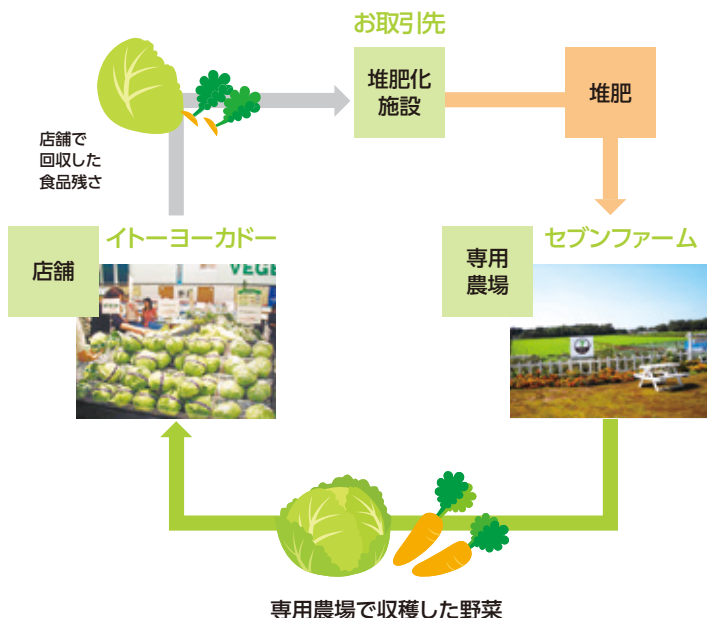 お取引先
堆肥化
施設
堆肥
店舗で
回収した
食品残さ
イトーヨーカドー
店舗
セブンファーム
専用
農場
専用農場で収穫した野菜